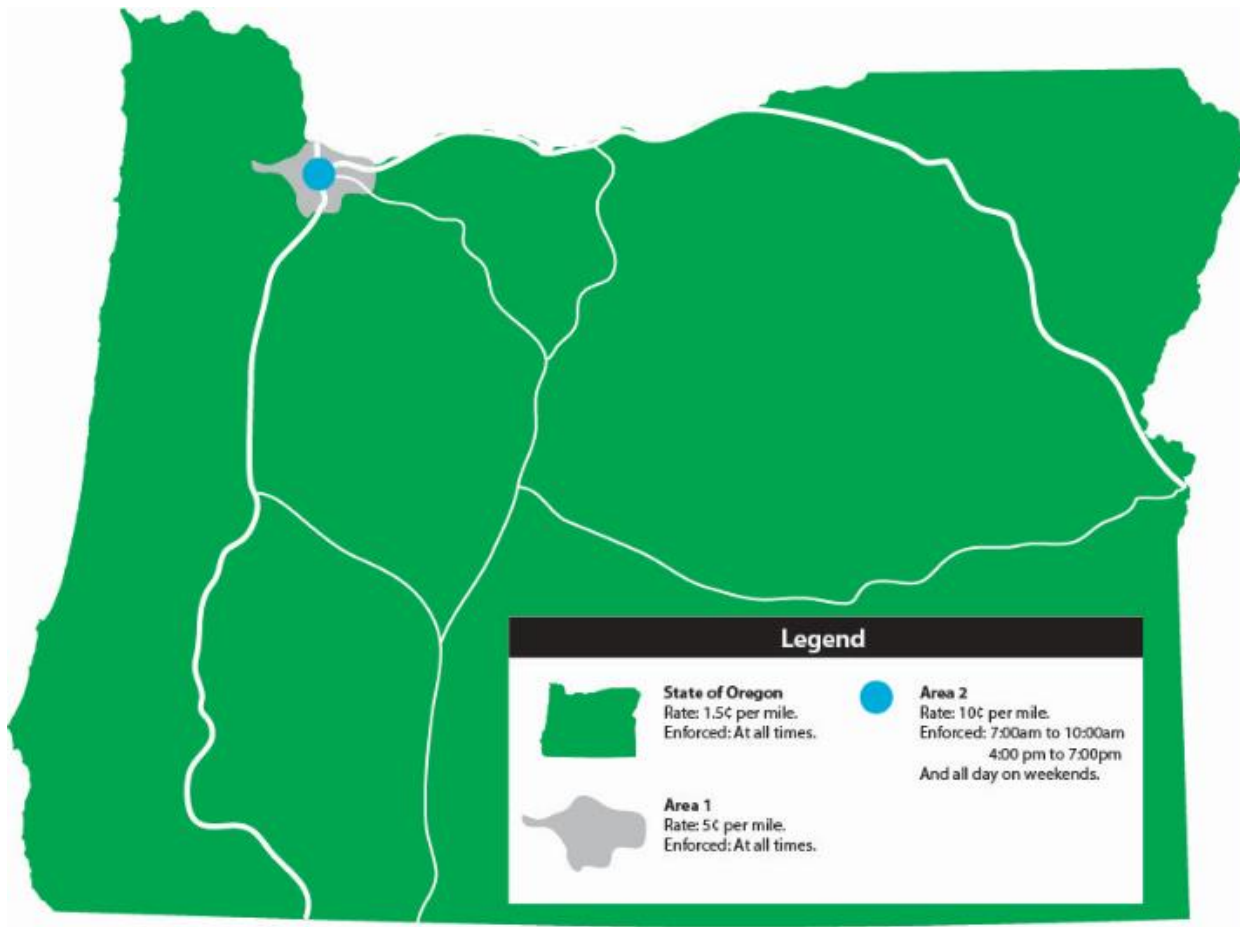 Legend
State of Oregon
Rate: 1.5¢ per mile.
Enforced: At all times.
Area 1
Rate: 5¢ per mile.
Enforced: At all times.
Area 2
Rate: 10¢ per mile.
Enforced: 7:00am to 10:00am
4:00 pm to 7:00pm
And all day on weekends.